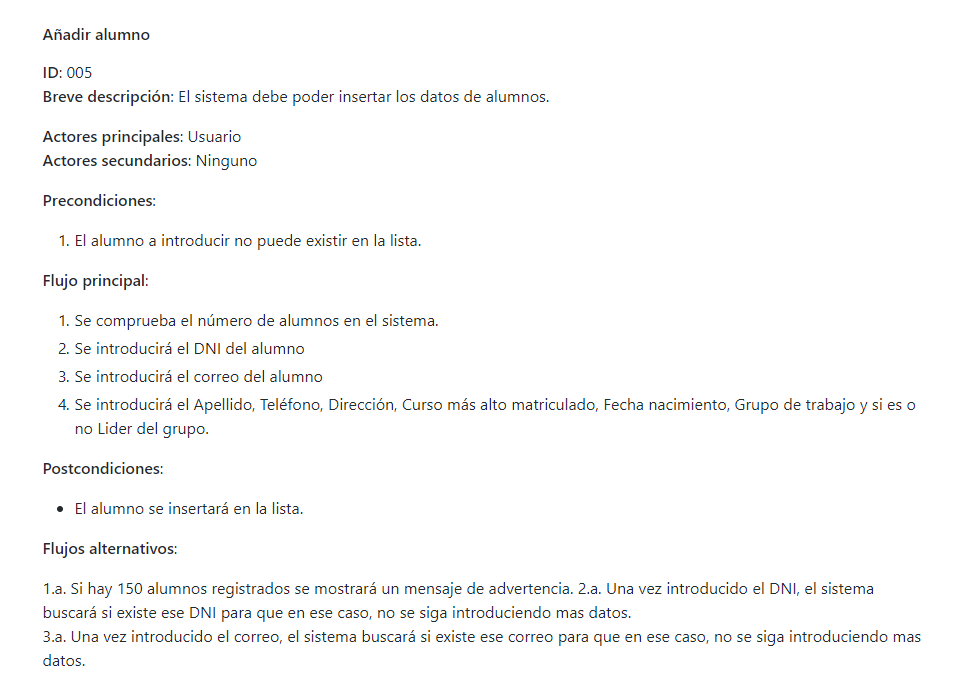 Añadir alumno
ID: 005
Breve descripción: El sistema debe poder insertar los datos de alumnos.
Actores principales: Usuario
Actores secundarios: Ninguno
Precondiciones:
1. El alumno a introducir no puede existir en la lista.
Flujo principal:
1. Se comprueba el número de alumnos en el sistema.
2. Se introducirá el DNI del alumno
3. Se introducirá el correo del alumno
4. Se introducirá el Apellido, Teléfono, Dirección, Curso más alto matriculado, Fecha nacimiento, Grupo de trabajo y si es o
no Lider del grupo.
Postcondiciones:
• El alumno se insertará en la lista.
Flujos alternativos:
1.a. Si hay 150 alumnos registrados se mostrará un mensaje de advertencia. 2.a. Una vez introducido el DNI, el sistema
buscará si existe ese DNI para que en ese caso, no se siga introduciendo mas datos.
3.a. Una vez introducido el correo, el sistema buscará si existe ese correo para que en ese caso, no se siga introduciendo mas
datos.